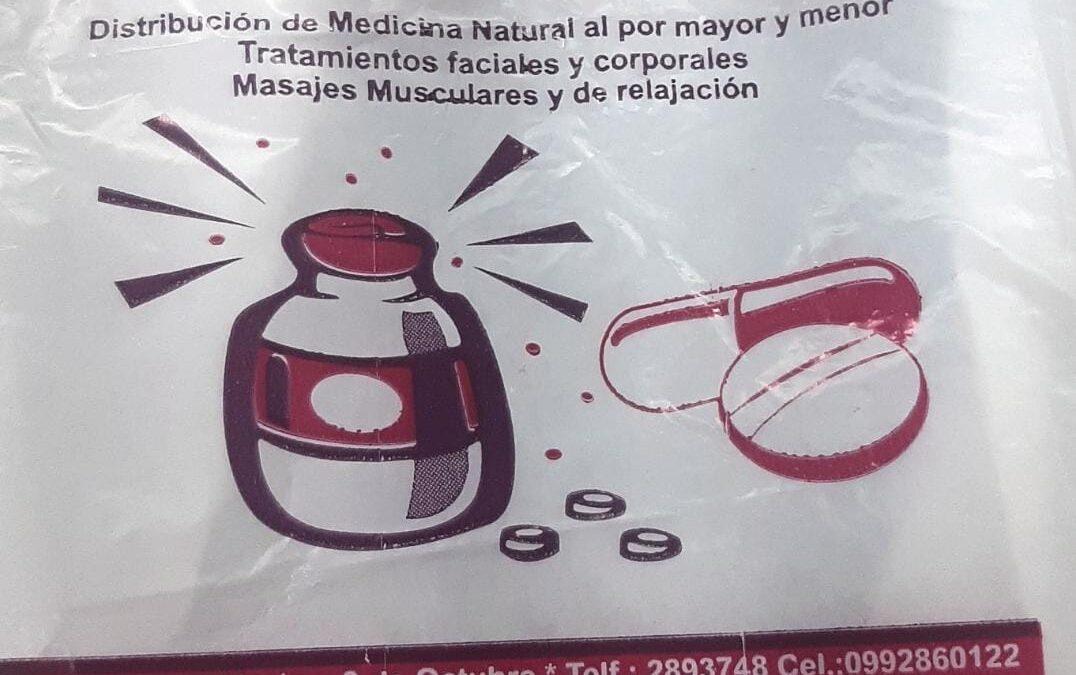 Distribución de Medicina Natural al por mayor y menor
Tratamientos faciales y corporales
Masajes Musculares y de relajación
Octubre * Telf.: 2893748 Cel.:0992860122